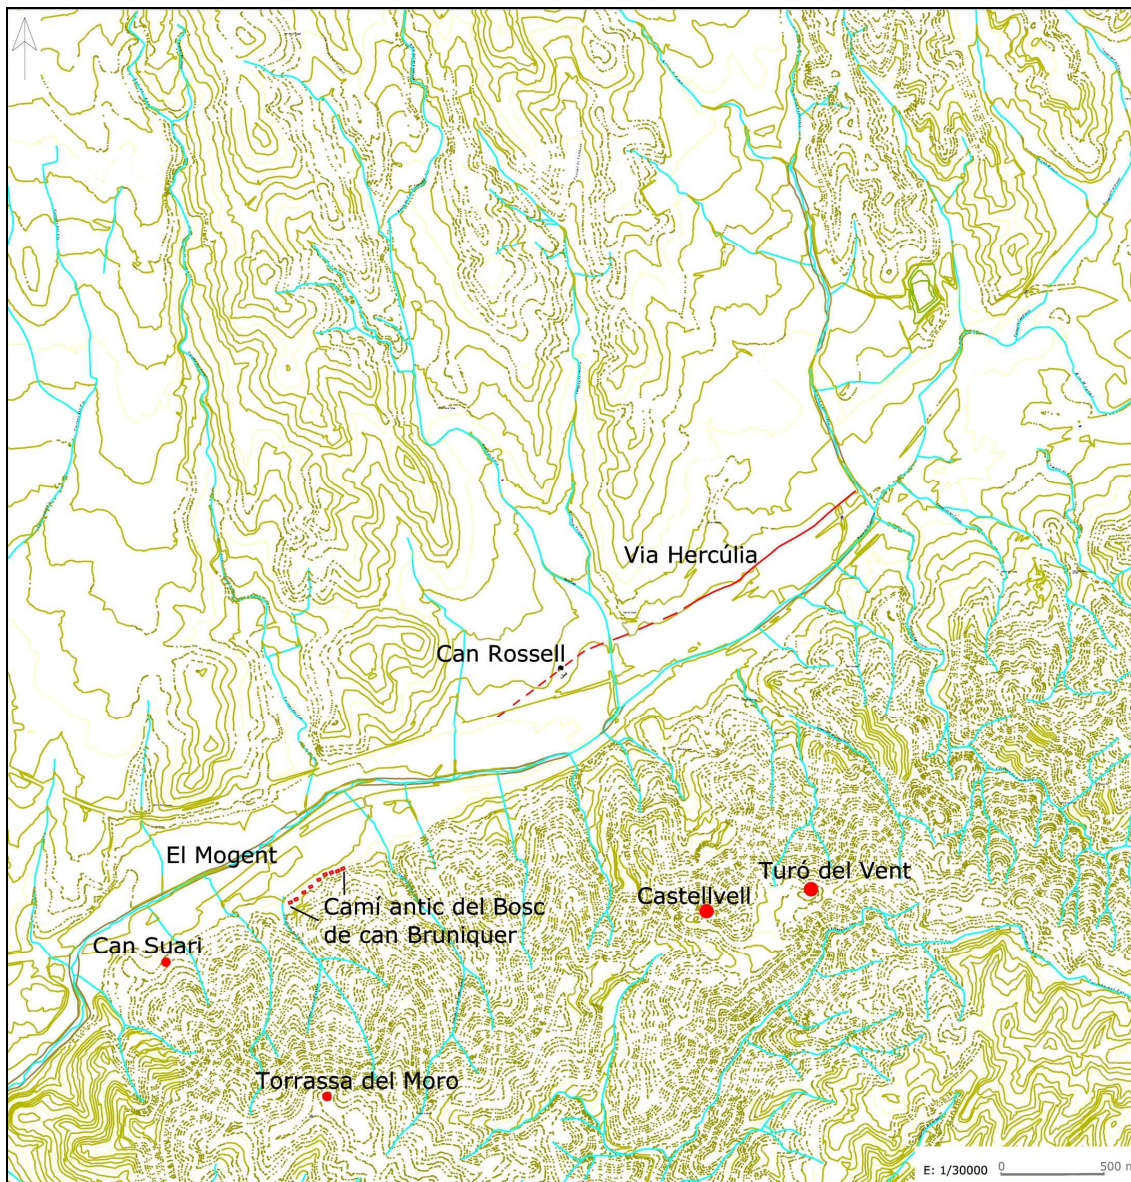 Via Hercúlia
Can Rossell
El Mogent
Turó del Vent
Castellvell
Camí antic del Bosc
de can Bruniquer
Can Suari
Torrassa del Moro
E: 1/30000
0
500 m